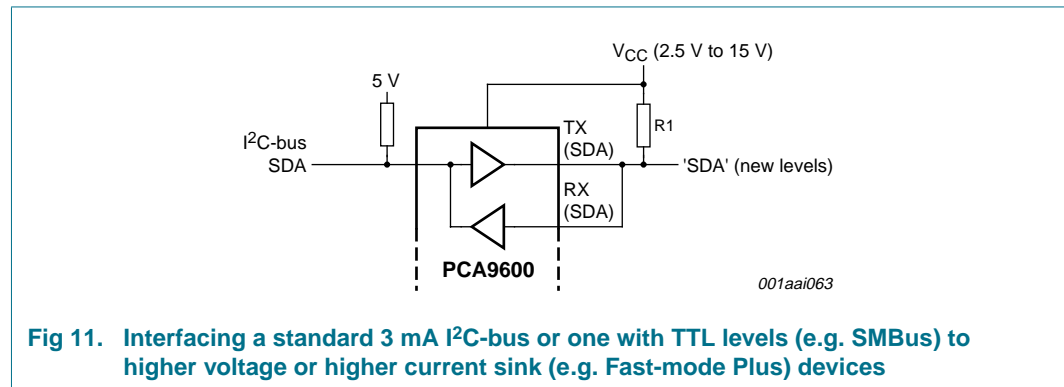 VCC (2.5 V to 15 V)
5 V
R1
TX
(SDA)
I2C-bus
SDA
'SDA' (new levels)
RX
(SDA)
PCA9600
001aai063
Fig 11. Interfacing a standard 3 mA I2C-bus or one with TTL levels (e.g. SMBus) to
higher voltage or higher current sink (e.g. Fast-mode Plus) devices